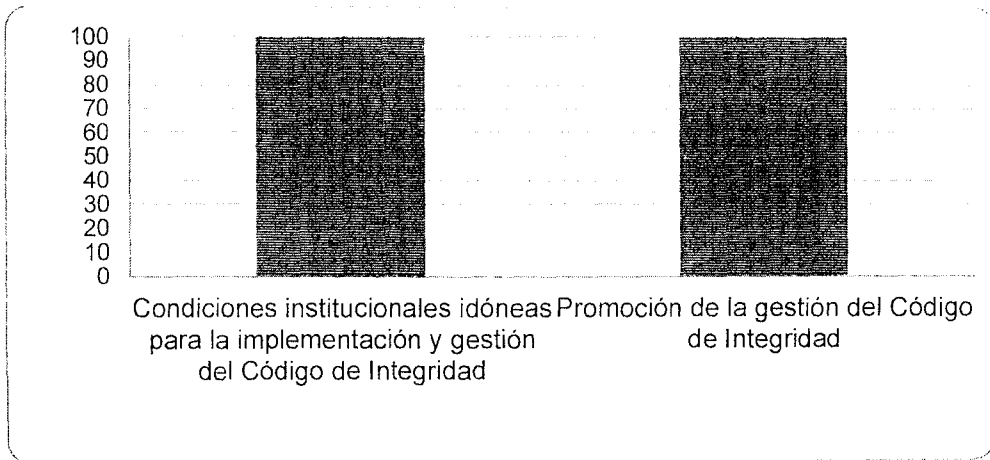 100
90
80
70
60
50
40
30
20
10
0
Condiciones institucionales idóneas
para la implementación y gestión
del Código de Integridad
Promoción de la gestión del Código
de Integridad